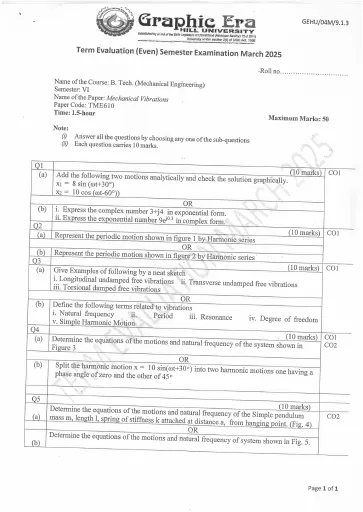 GEHU/04M/9.1.3
Graphic Era
HILL UNIVERSITY
Term Evaluation (Even) Semester Examination March 2025
Roll no.
Name of the Course: B. Tech. (Mechanical Engineering)
Semester: VI
Name of the Paper: Mechanical Vibrations
Paper Code: TME610
Time: 1.5-hour
Maximum Marks: 50
Note:
(i) Answer all the questions by choosing any one of the sub-questions
(ii) Each question carries 10 marks.
Q1
(10 marks) CO1
(a) Add the following two motions analytically and check the solution graphically.
x₁ = 8 sin (ωt+30°)
x₂ = 10 cos (ωt-60°))
OR
(b) i. Express the complex number 3+j4 in exponential form.
ii. Express the exponential number in complex form.
Q2
(10 marks) CO1
(a) Represent the periodic motion shown in figure 1 by Harmonic series
OR
(b) Represent the periodic motion shown in figure 2 by Harmonic series
Q3
(10 marks) CO1
(a) Give Examples of following by a neat sketch
i. Longitudinal undamped free vibrations ii. Transverse undamped free vibrations
iii. Torsional damped free vibrations
OR
(b) Define the following terms related to vibrations
i. Natural frequency ii. Period iii. Resonance iv. Degree of freedom
v. Simple Harmonic Motion
Q4
(10 marks) CO1
(a) Determine the equations of the motions and natural frequency of the system shown in CO2
Figure 3
OR
(b) Split the harmonic motion x = 10 sin(ωt+30°) into two harmonic motions one having a
phase angle of zero and the other of 45°
Q5
(10 marks)
Determine the equations of the motions and natural frequency of the Simple pendulum CO2
(a) mass m, length l, spring of stiffness k attached at distance a, from hanging point. (Fig. 4)
OR
Determine the equations of the motions and natural frequency of system shown in Fig. 5.
(b)
Page 1 of 1
TERM EVALUATION MARCH 2025